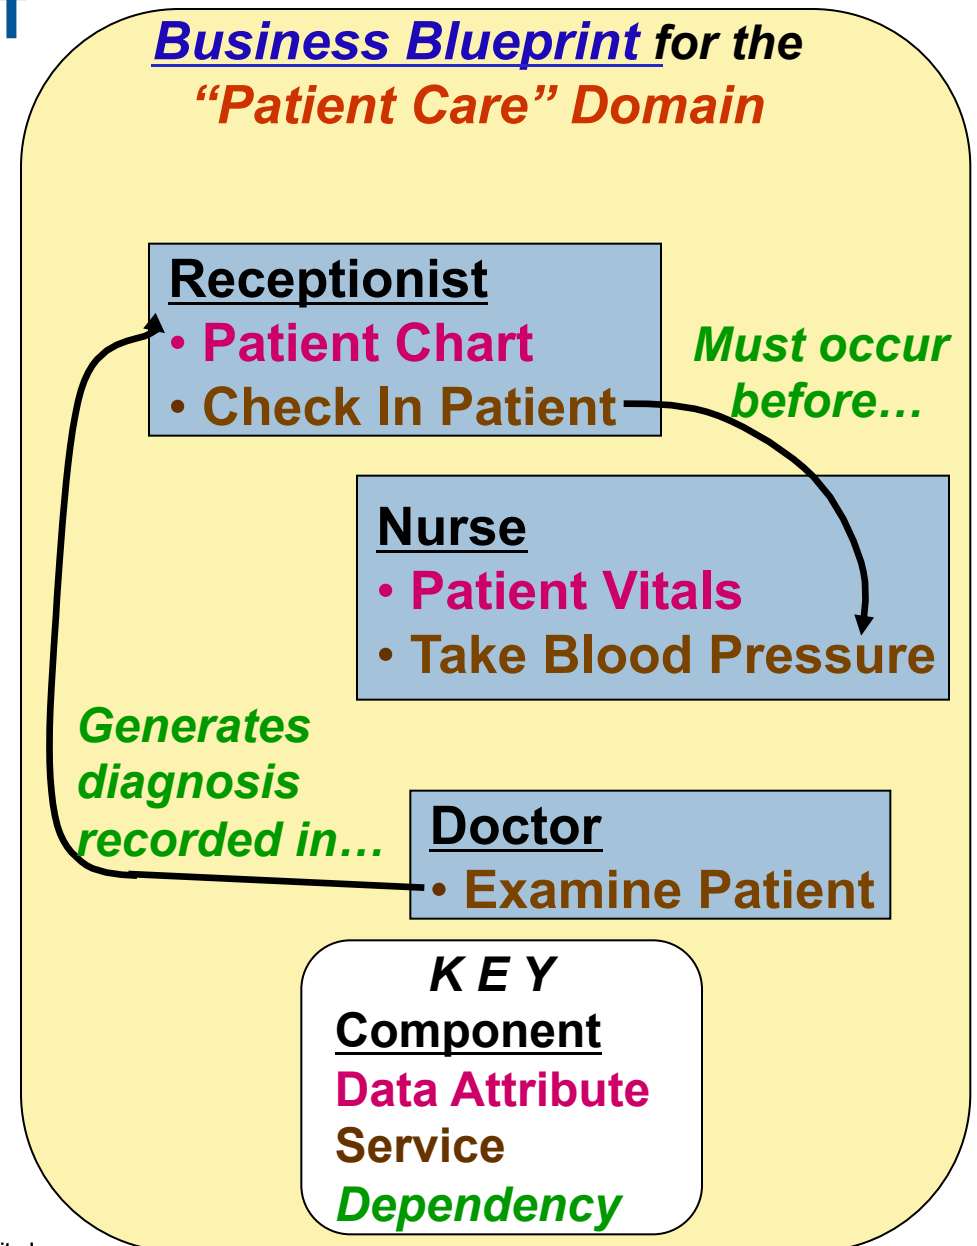 Business Blueprint for the
“Patient Care” Domain
Receptionist
• Patient Chart
• Check In Patient
Must occur
before…
Nurse
• Patient Vitals
• Take Blood Pressure
Generates
diagnosis
recorded in…
Doctor
• Examine Patient
K E Y
Component
Data Attribute
Service
Dependency